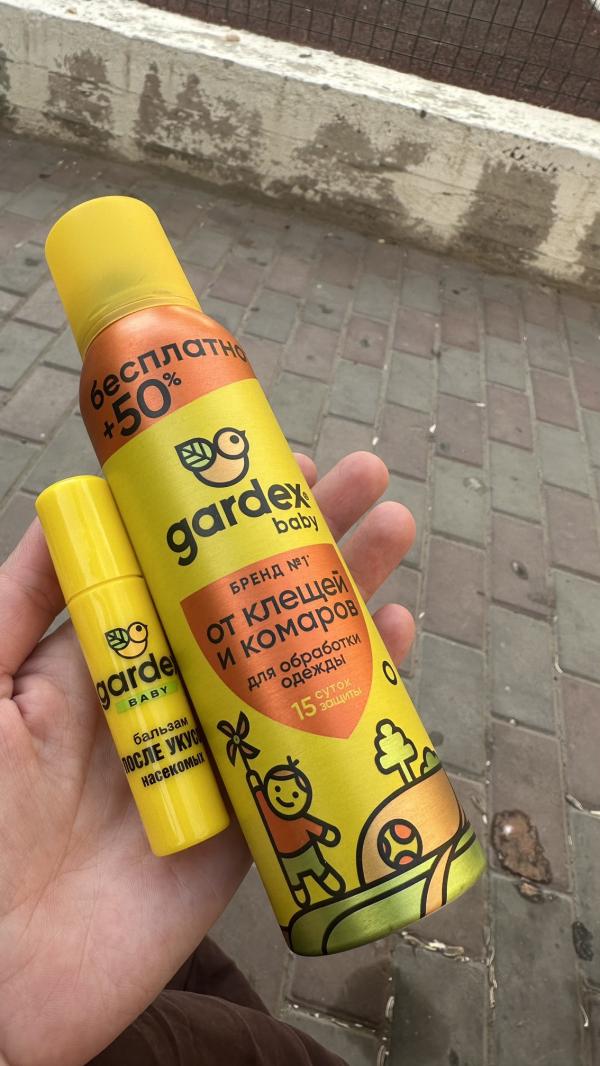 бесплатно
+50%
gardex®
baby
БРЕНД №1*
от клещей
и комаров
для обработки
одежды
15 суток
защиты
gardex
BABY
бальзам
ПОСЛЕ УКУСОВ
насекомых